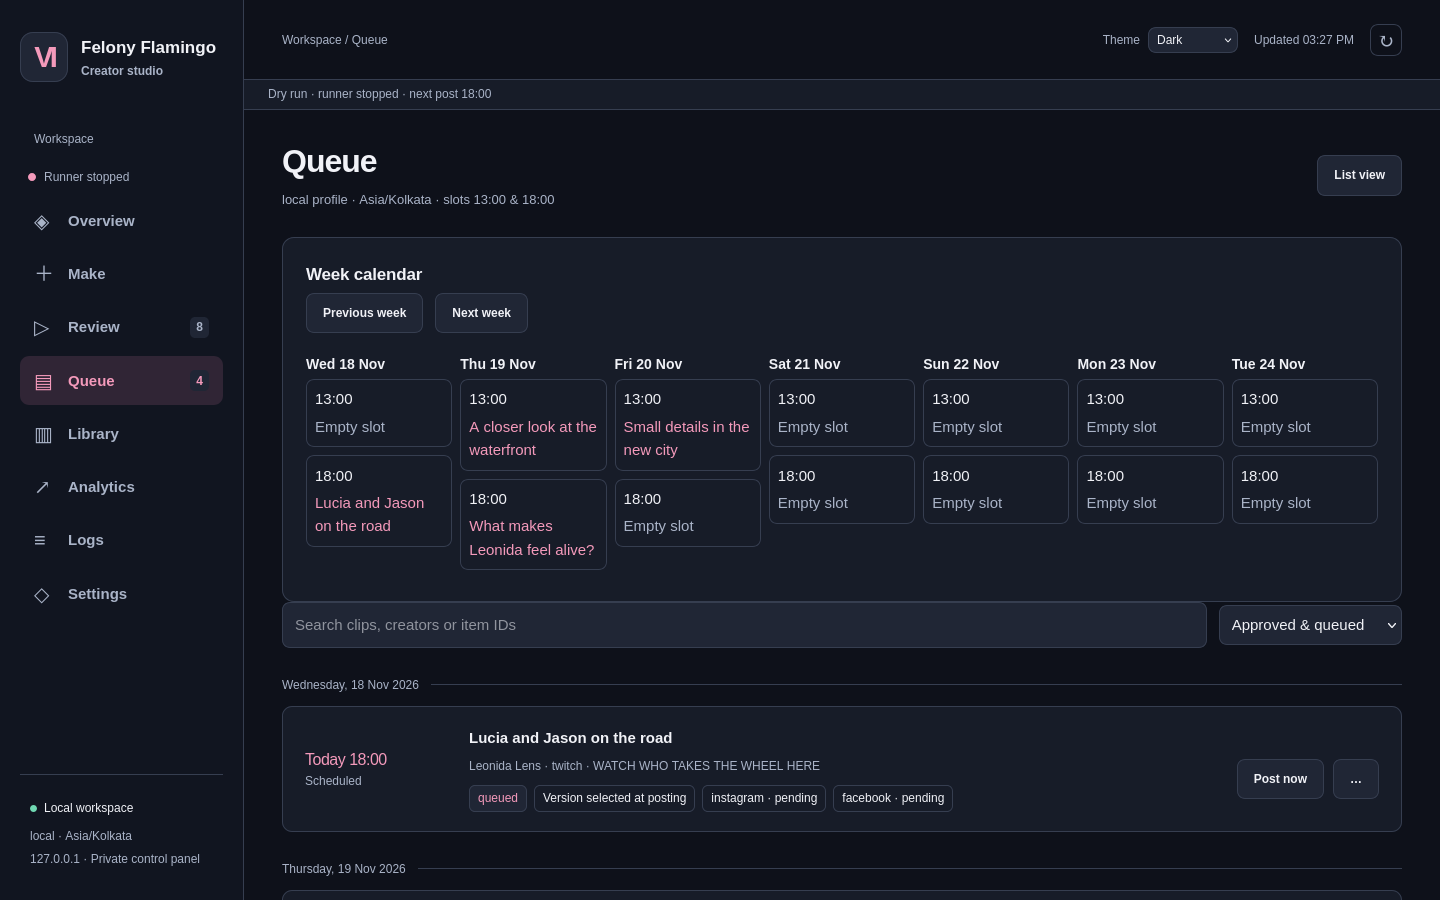 VI
Felony Flamingo
Creator studio
Workspace
Runner stopped
Overview
Make
Review 8
Queue 4
Library
Analytics
Logs
Settings
Local workspace
local · Asia/Kolkata
127.0.0.1 · Private control panel
Workspace / Queue
Theme Dark Updated 03:27 PM
Dry run · runner stopped · next post 18:00
Queue
local profile · Asia/Kolkata · slots 13:00 & 18:00
List view
Week calendar
Previous week Next week
Wed 18 Nov
13:00
Empty slot
18:00
Lucia and Jason
on the road
Thu 19 Nov
13:00
A closer look at the
waterfront
18:00
What makes
Leonida feel alive?
Fri 20 Nov
13:00
Small details in the
new city
18:00
Empty slot
Sat 21 Nov
13:00
Empty slot
18:00
Empty slot
Sun 22 Nov
13:00
Empty slot
18:00
Empty slot
Mon 23 Nov
13:00
Empty slot
18:00
Empty slot
Tue 24 Nov
13:00
Empty slot
18:00
Empty slot
Search clips, creators or item IDs
Approved & queued
Wednesday, 18 Nov 2026
Today 18:00
Scheduled
Lucia and Jason on the road
Leonida Lens · twitch · WATCH WHO TAKES THE WHEEL HERE
queued Version selected at posting instagram · pending facebook · pending
Post now ...
Thursday, 19 Nov 2026